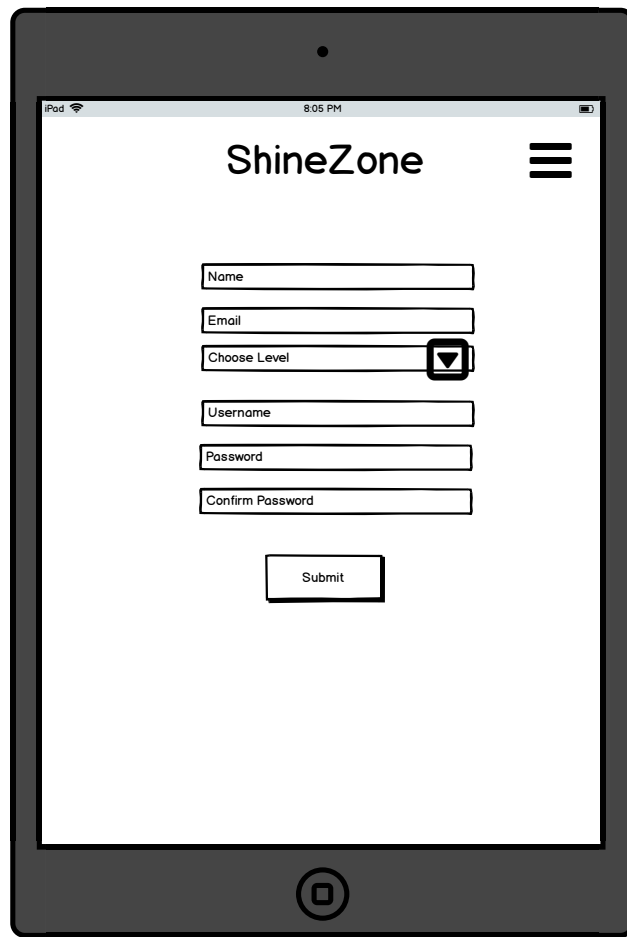 iPad
8:05 PM
ShineZone
Name
Email
Choose Level
Username
Password
Confirm Password
Submit